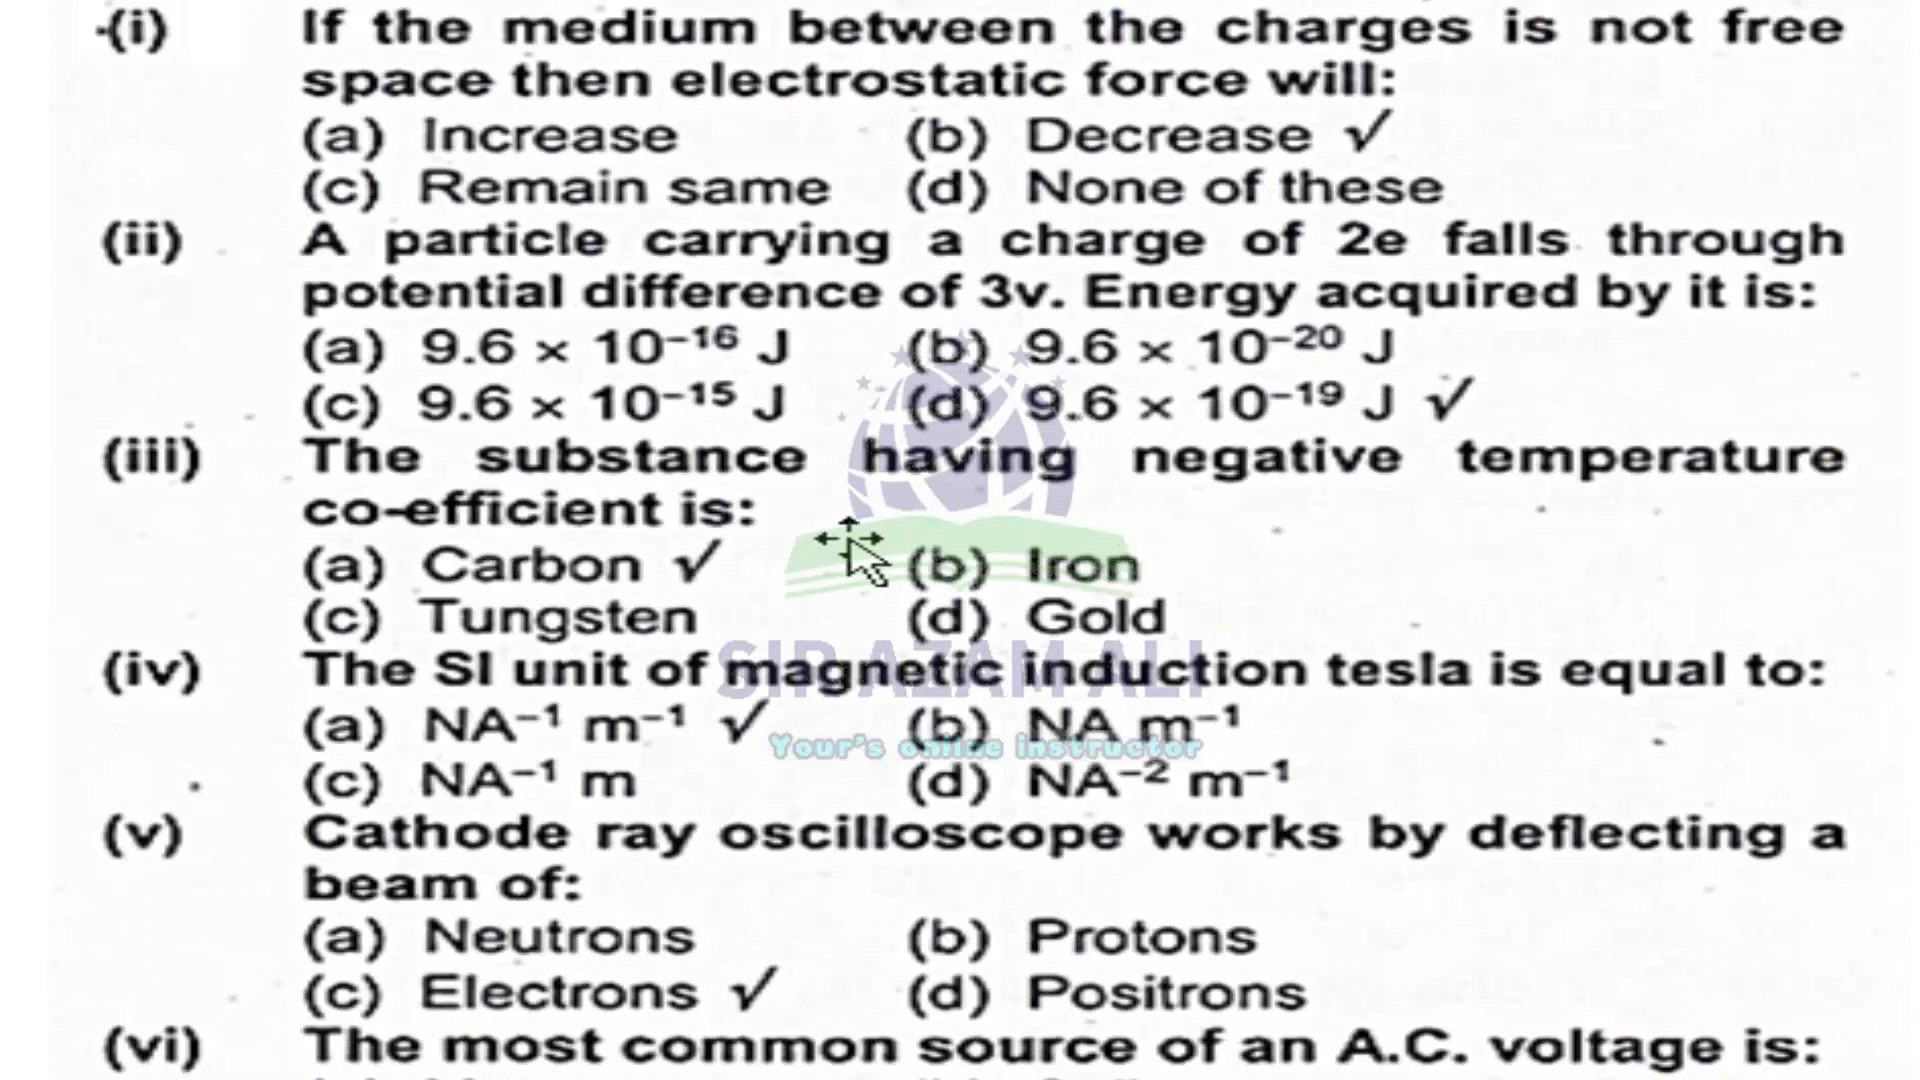 (i) If the medium between the charges is not free
space then electrostatic force will:
(a) Increase (b) Decrease ✓
(c) Remain same (d) None of these
(ii) A particle carrying a charge of 2e falls through
potential difference of 3v. Energy acquired by it is:
(a) 9.6 × 10⁻¹⁶ J (b) 9.6 × 10⁻²⁰ J
(c) 9.6 × 10⁻¹⁵ J (d) 9.6 × 10⁻¹⁹ J ✓
(iii) The substance having negative temperature
co-efficient is:
(a) Carbon ✓ (b) Iron
(c) Tungsten (d) Gold
SIR AZAM ALI
(iv) The SI unit of magnetic induction tesla is equal to:
(a) NA⁻¹ m⁻¹ ✓ (b) NA m⁻¹
Your's online instructor
(c) NA⁻¹ m (d) NA⁻² m⁻¹
(v) Cathode ray oscilloscope works by deflecting a
beam of:
(a) Neutrons (b) Protons
(c) Electrons ✓ (d) Positrons
(vi) The most common source of an A.C. voltage is: